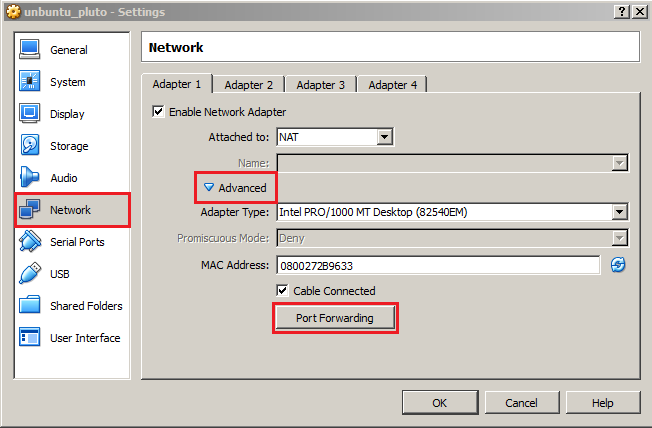 unbuntu_pluto - Settings
General
System
Display
Storage
Audio
Network
Serial Ports
USB
Shared Folders
User Interface
Network
Adapter 1 Adapter 2 Adapter 3 Adapter 4
Enable Network Adapter
Attached to: NAT
Name:
Advanced
Adapter Type: Intel PRO/1000 MT Desktop (82540EM)
Promiscuous Mode: Deny
MAC Address: 0800272B9633
Cable Connected
Port Forwarding
OK Cancel Help